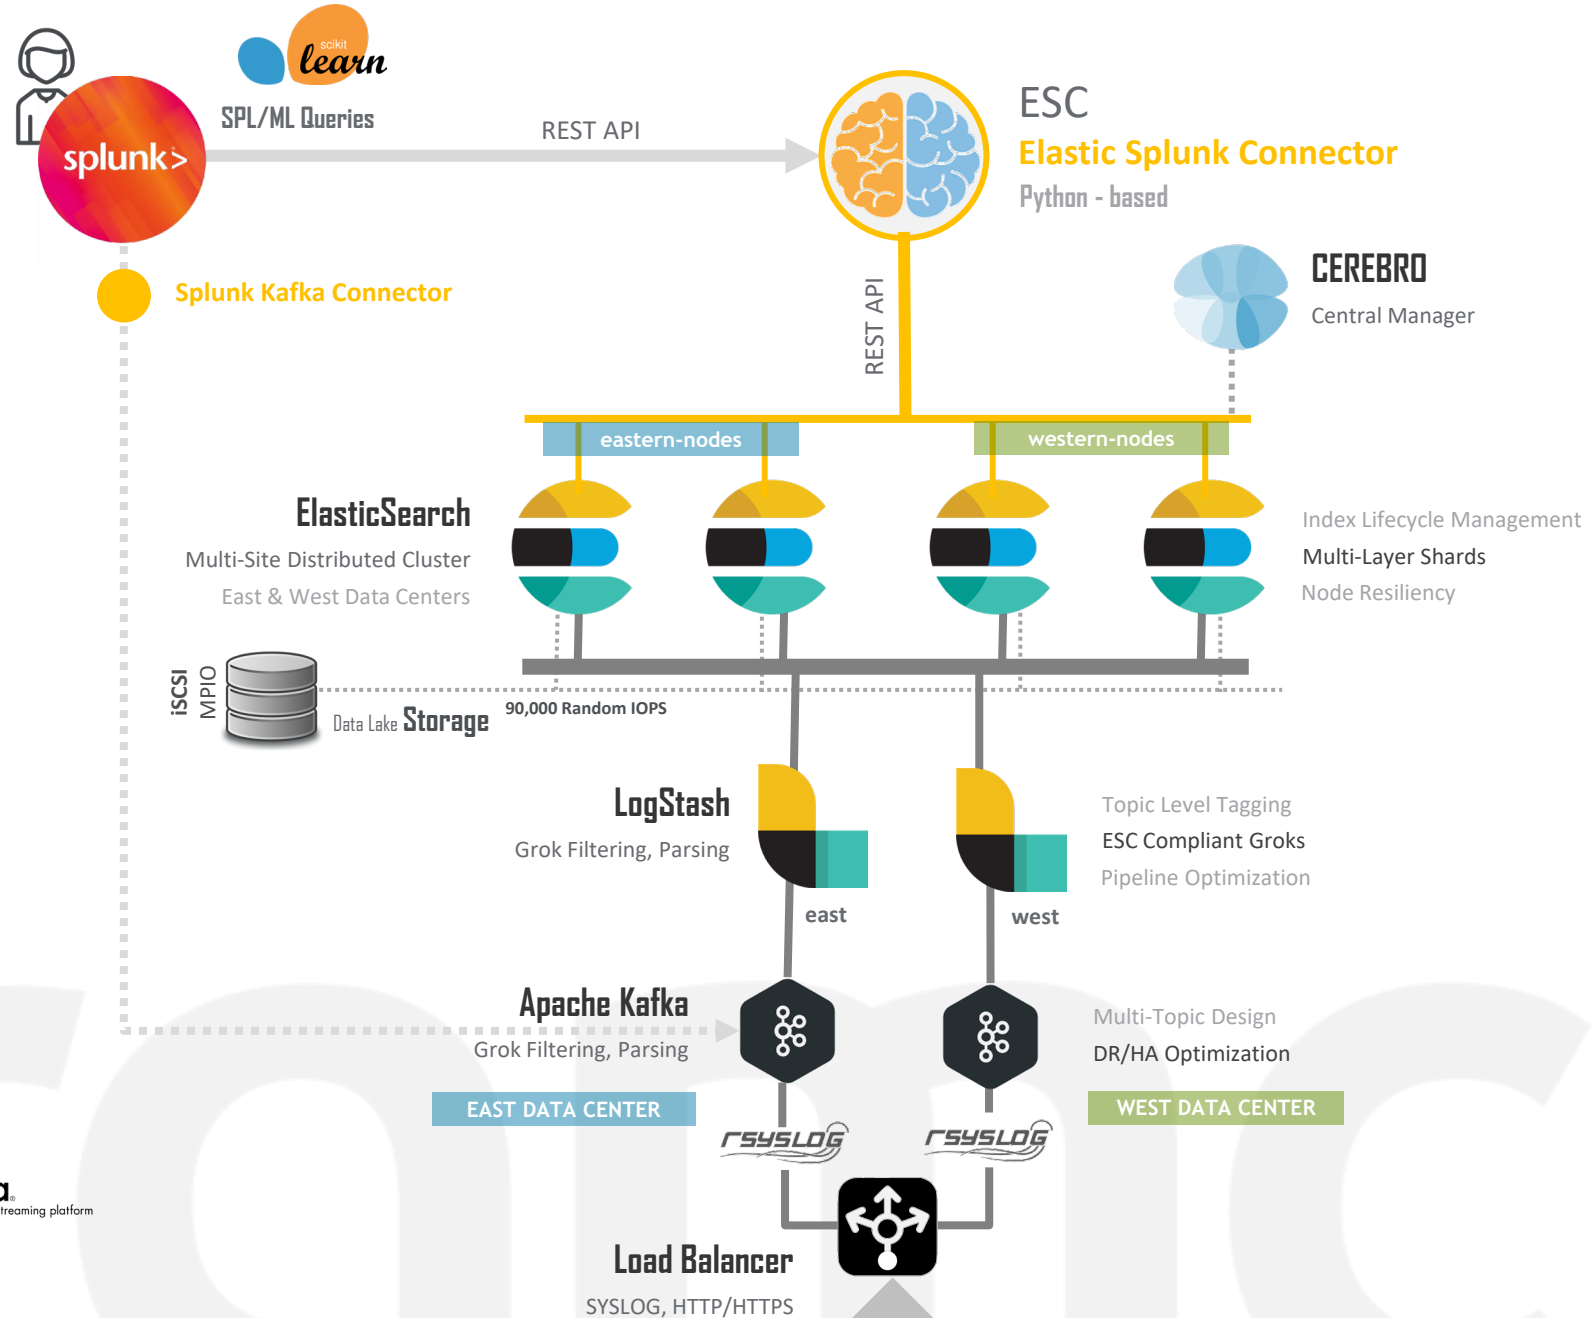 scikit
learn
SPL/ML Queries
splunk>
REST API
ESC
Elastic Splunk Connector
Python - based
Splunk Kafka Connector
REST API
CEREBRO
Central Manager
eastern-nodes
western-nodes
ElasticSearch
Multi-Site Distributed Cluster
East & West Data Centers
Index Lifecycle Management
Multi-Layer Shards
Node Resiliency
iSCSI
MPIO
Data Lake Storage
90,000 Random IOPS
LogStash
Grok Filtering, Parsing
east
west
Topic Level Tagging
ESC Compliant Groks
Pipeline Optimization
Apache Kafka
Grok Filtering, Parsing
Multi-Topic Design
DR/HA Optimization
EAST DATA CENTER
WEST DATA CENTER
rsyslog
rsyslog
a®
treaming platform
Load Balancer
SYSLOG, HTTP/HTTPS